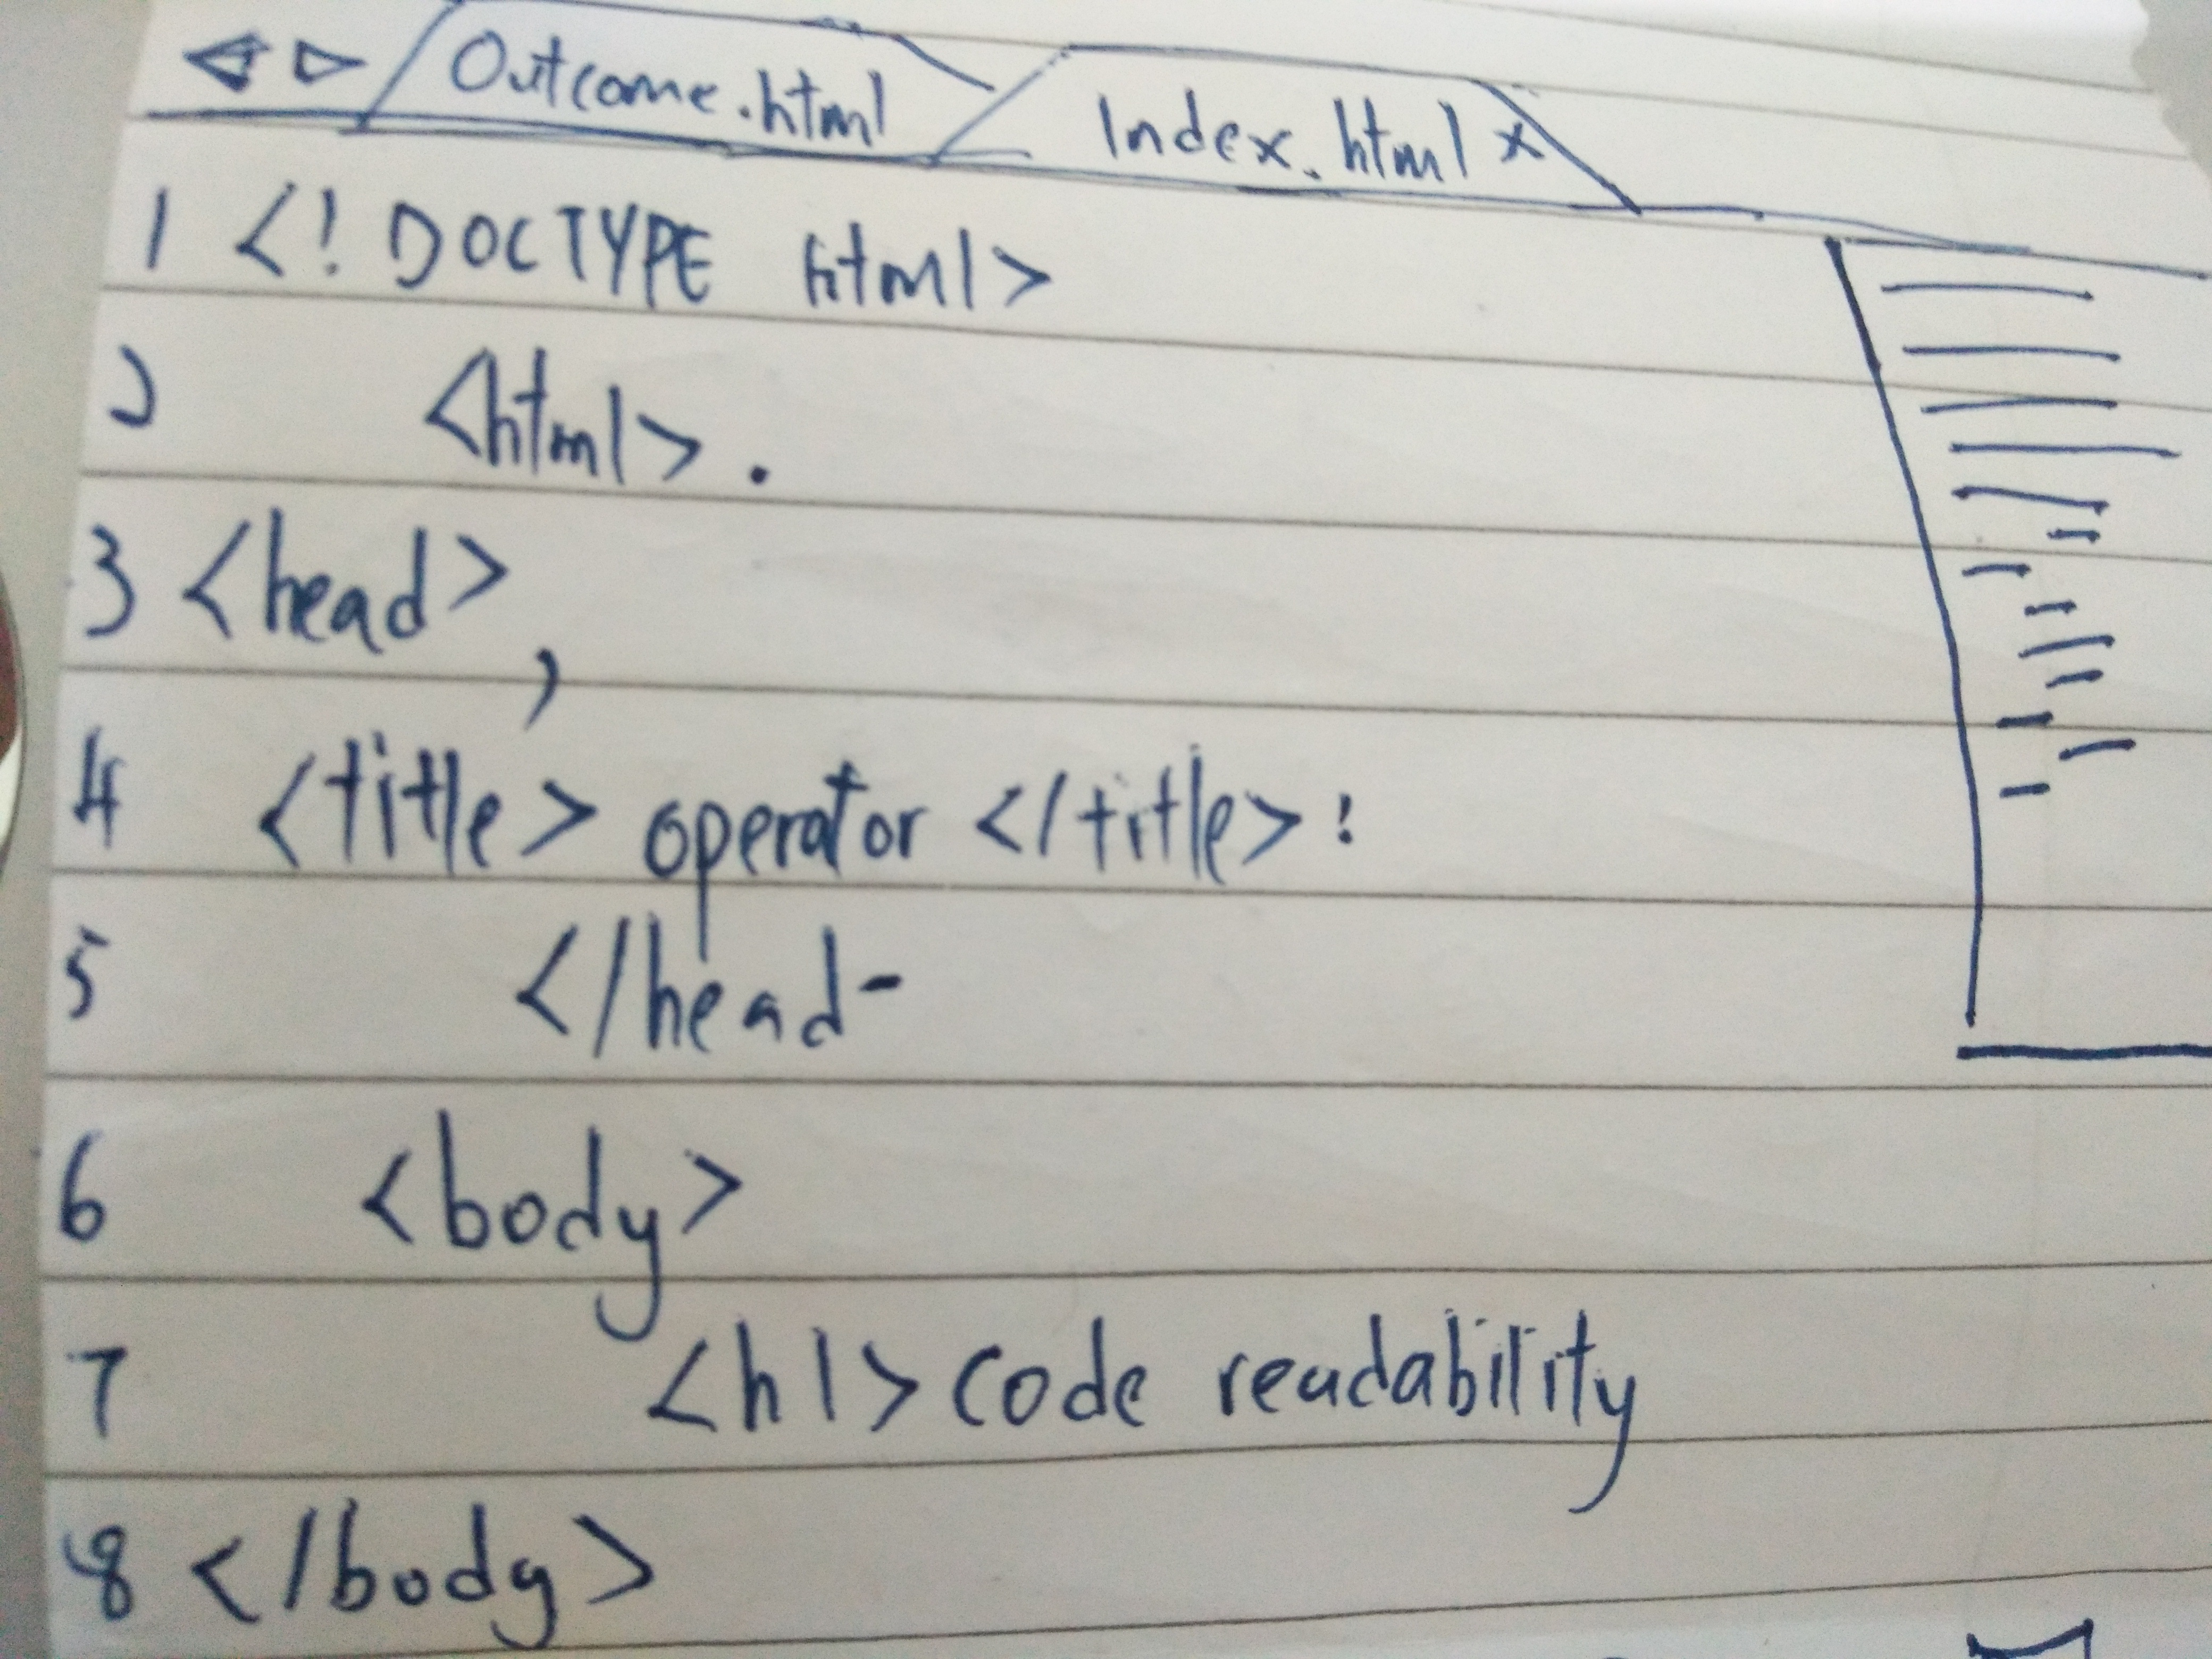 Outcome.html
Index.html x
1 <! DOCTYPE html>
2 <html>.
3 <head>,
4 <title> operator </title>!
5 </head-
6 <body>
7 <h1> code readability
8 </body>